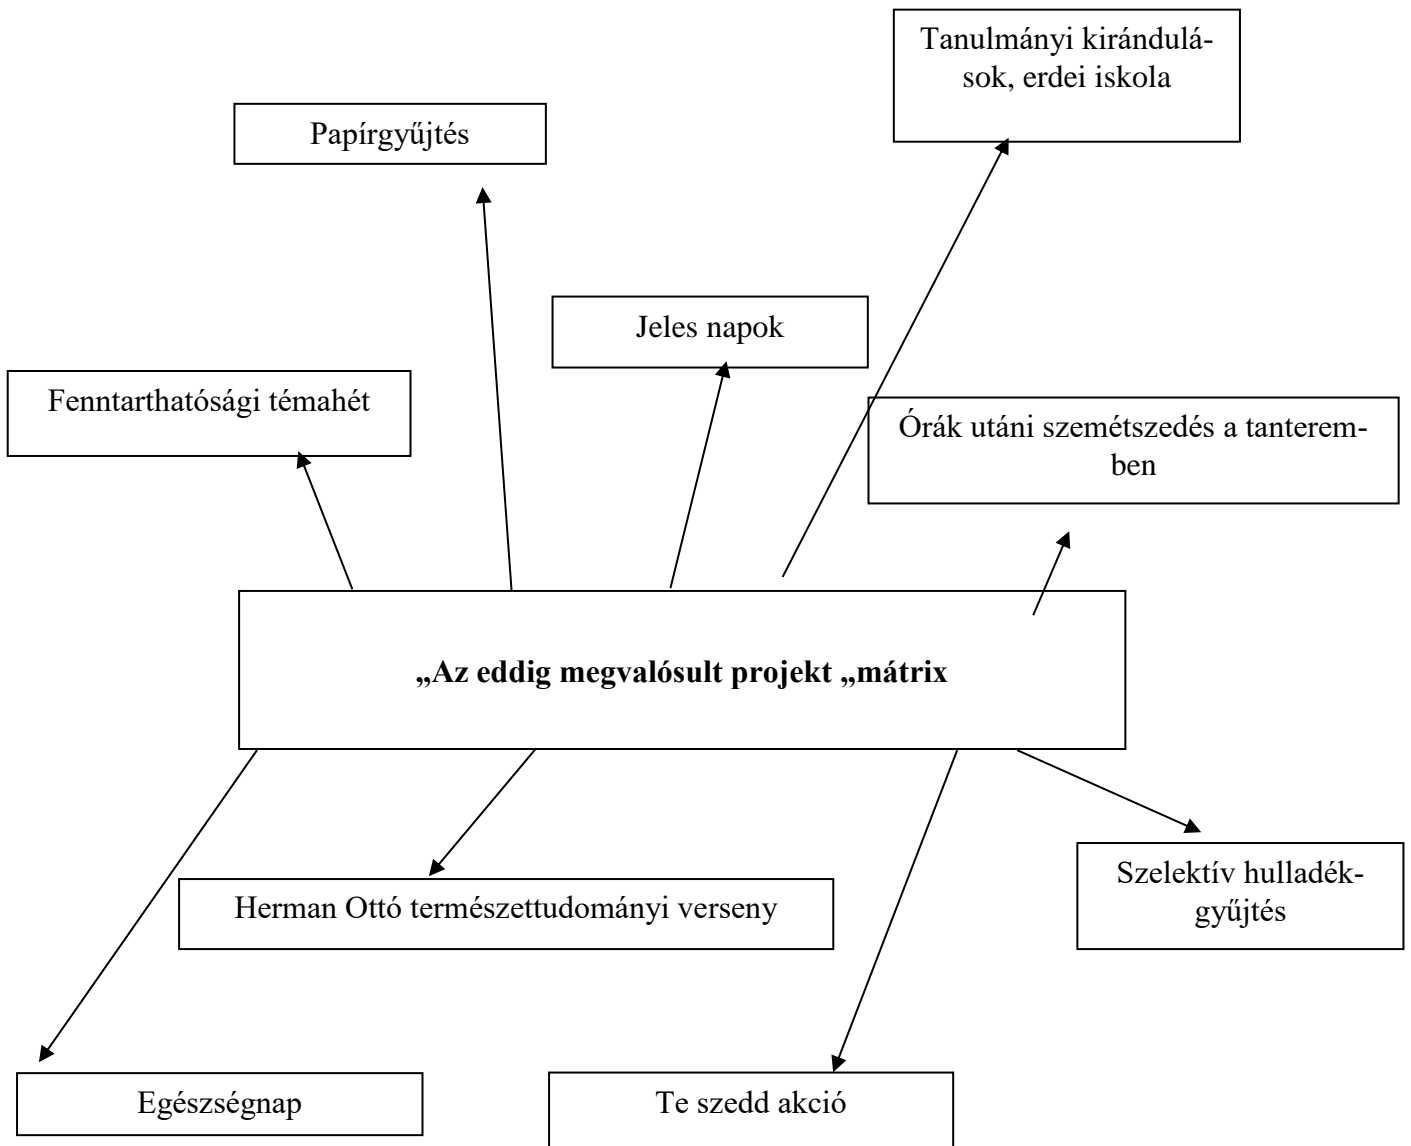 Tanulmányi kirándulá-
sok, erdei iskola
Papírgyűjtés
Jeles napok
Fenntarthatósági témahét
Órák utáni szemétszedés a tanterem-
ben
„Az eddig megvalósult projekt „mátrix
Szelektív hulladék-
gyűjtés
Herman Ottó természettudományi verseny
Egészségnap
Te szedd akció